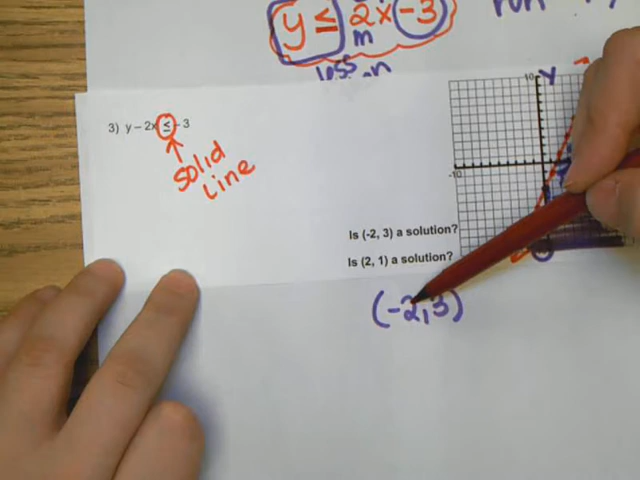 y ≤ 2x -3
m
less
3) y – 2x ≤ -3
solid
line
10
y
-10
Is (-2, 3) a solution?
Is (2, 1) a solution?
(-2,3)